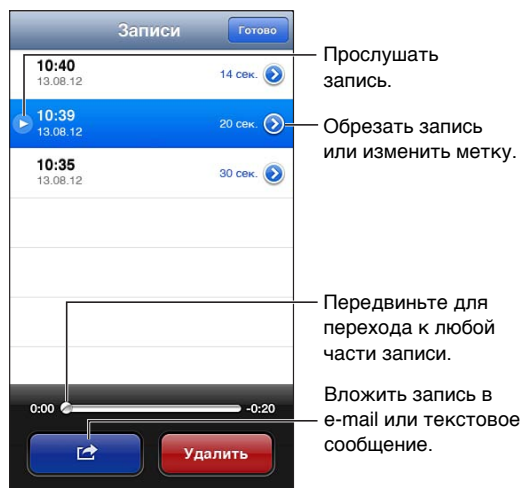 Записи
Готово
10:40
13.08.12
14 сек.
10:39
13.08.12
20 сек.
10:35
13.08.12
30 сек.
0:00
-0:20
Удалить
Прослушать
запись.
Обрезать запись
или изменить метку.
Передвиньте для
перехода к любой
части записи.
Вложить запись в
e-mail или текстовое
сообщение.